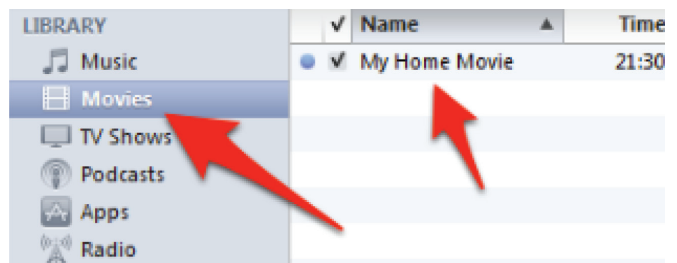 LIBRARY
Music
Movies
TV Shows
Podcasts
Apps
Radio
✓ Name Time
✓ My Home Movie 21:30